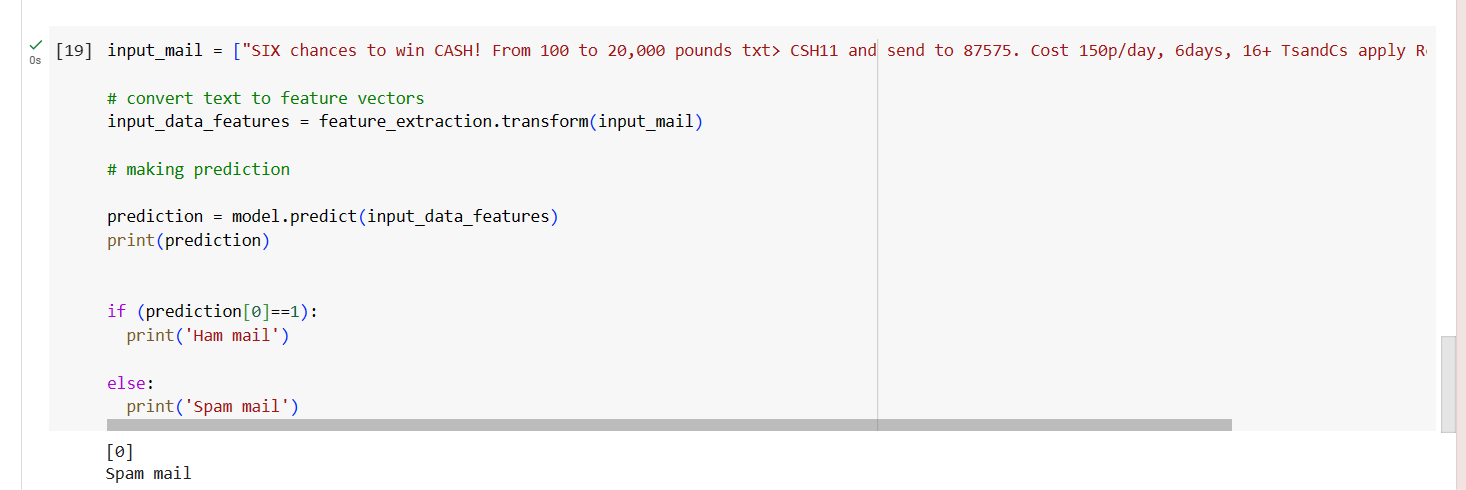 [19] input_mail = ["SIX chances to win CASH! From 100 to 20,000 pounds txt> CSH11 and send to 87575. Cost 150p/day, 6days, 16+ TsandCs apply R
0s
# convert text to feature vectors
input_data_features = feature_extraction.transform(input_mail)
# making prediction
prediction = model.predict(input_data_features)
print(prediction)
if (prediction[0]==1):
print('Ham mail')
else:
print('Spam mail')
[0]
Spam mail